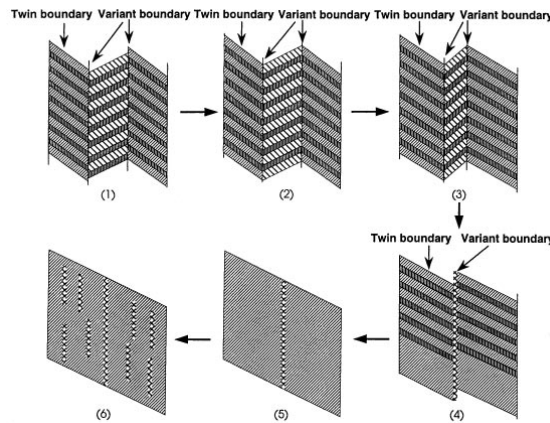 Twin boundary Variant boundary Twin boundary Variant boundary Twin boundary Variant boundary
(1) (2) (3)
Twin boundary Variant boundary
(6) (5) (4)